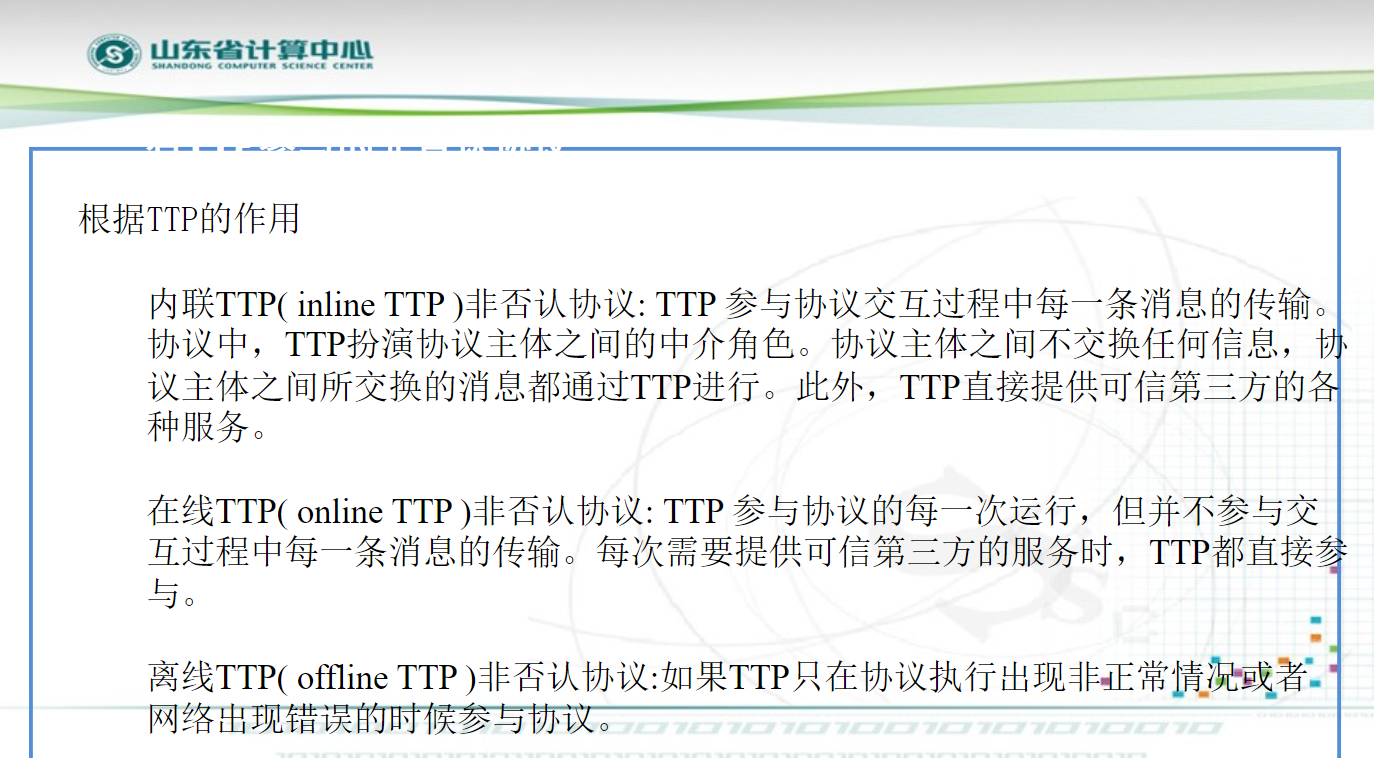 山东省计算中心
SHANDONG COMPUTER SCIENCE CENTER
根据TTP的作用
内联TTP( inline TTP )非否认协议: TTP 参与协议交互过程中每一条消息的传输。
协议中，TTP扮演协议主体之间的中介角色。协议主体之间不交换任何信息，协
议主体之间所交换的消息都通过TTP进行。此外，TTP直接提供可信第三方的各
种服务。
在线TTP( online TTP )非否认协议: TTP 参与协议的每一次运行，但并不参与交
互过程中每一条消息的传输。每次需要提供可信第三方的服务时，TTP都直接参
与。
离线TTP( offline TTP )非否认协议:如果TTP只在协议执行出现非正常情况或者
网络出现错误的时候参与协议。